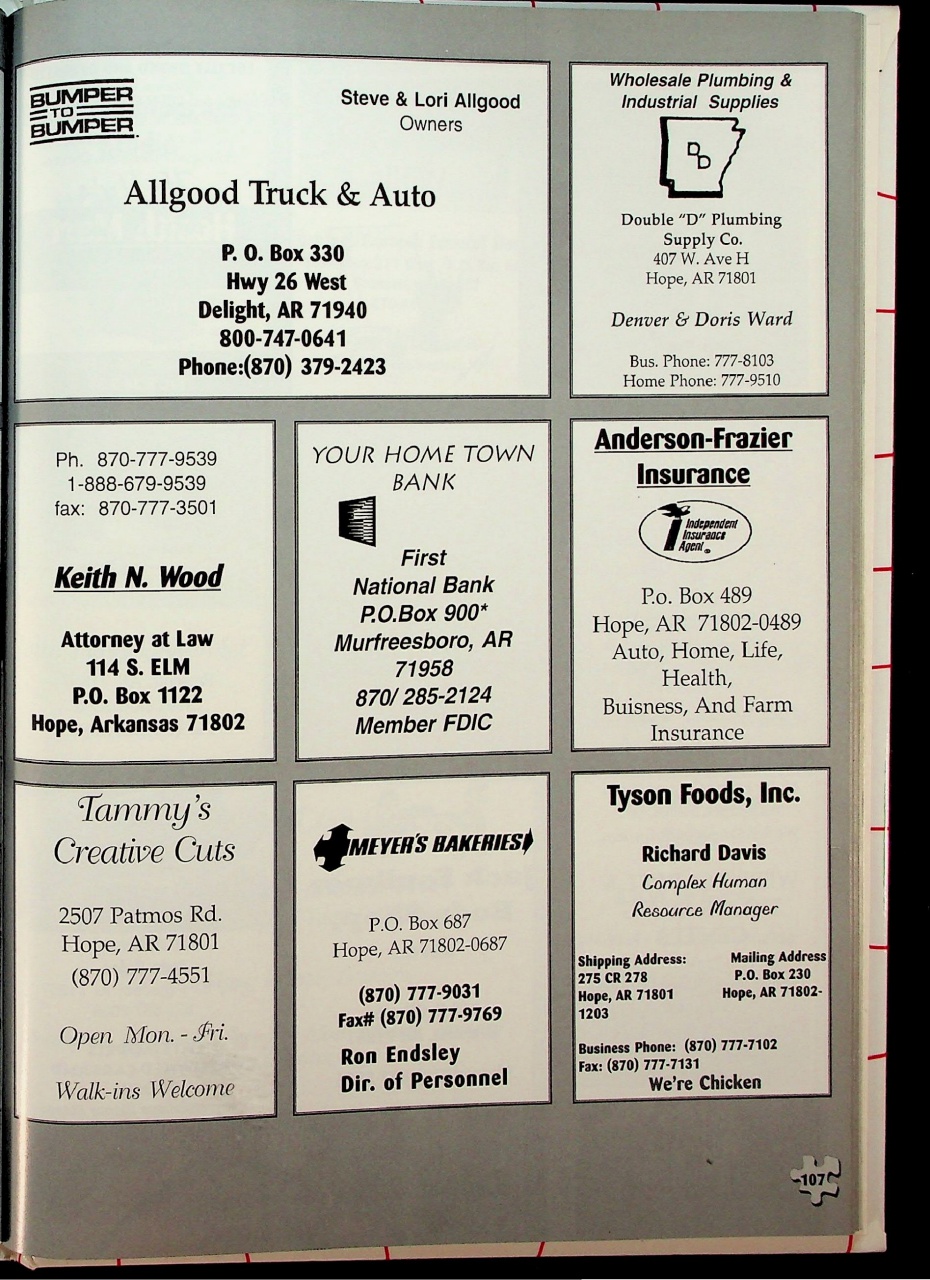 BUMPER
TO
BUMPER
Steve & Lori Allgood
Owners
Allgood Truck & Auto
P. O. Box 330
Hwy 26 West
Delight, AR 71940
800-747-0641
Phone:(870) 379-2423
Wholesale Plumbing &
Industrial Supplies
DD
Double "D" Plumbing
Supply Co.
407 W. Ave H
Hope, AR 71801
Denver & Doris Ward
Bus. Phone: 777-8103
Home Phone: 777-9510
Ph. 870-777-9539
1-888-679-9539
fax: 870-777-3501
Keith N. Wood
Attorney at Law
114 S. ELM
P.O. Box 1122
Hope, Arkansas 71802
YOUR HOME TOWN
BANK
First
National Bank
P.O.Box 900*
Murfreesboro, AR
71958
870/ 285-2124
Member FDIC
Anderson-Frazier
Insurance
Independent
Insurance
Agent
P.o. Box 489
Hope, AR 71802-0489
Auto, Home, Life,
Health,
Buisness, And Farm
Insurance
Tammy's
Creative Cuts
2507 Patmos Rd.
Hope, AR 71801
(870) 777-4551
Open Mon. - Fri.
Walk-ins Welcome
MEYER'S BAKERIES
P.O. Box 687
Hope, AR 71802-0687
(870) 777-9031
Fax# (870) 777-9769
Ron Endsley
Dir. of Personnel
Tyson Foods, Inc.
Richard Davis
Complex Human
Resource Manager
Shipping Address:
275 CR 278
Hope, AR 71801
1203
Mailing Address
P.O. Box 230
Hope, AR 71802-
Business Phone: (870) 777-7102
Fax: (870) 777-7131
We're Chicken
107